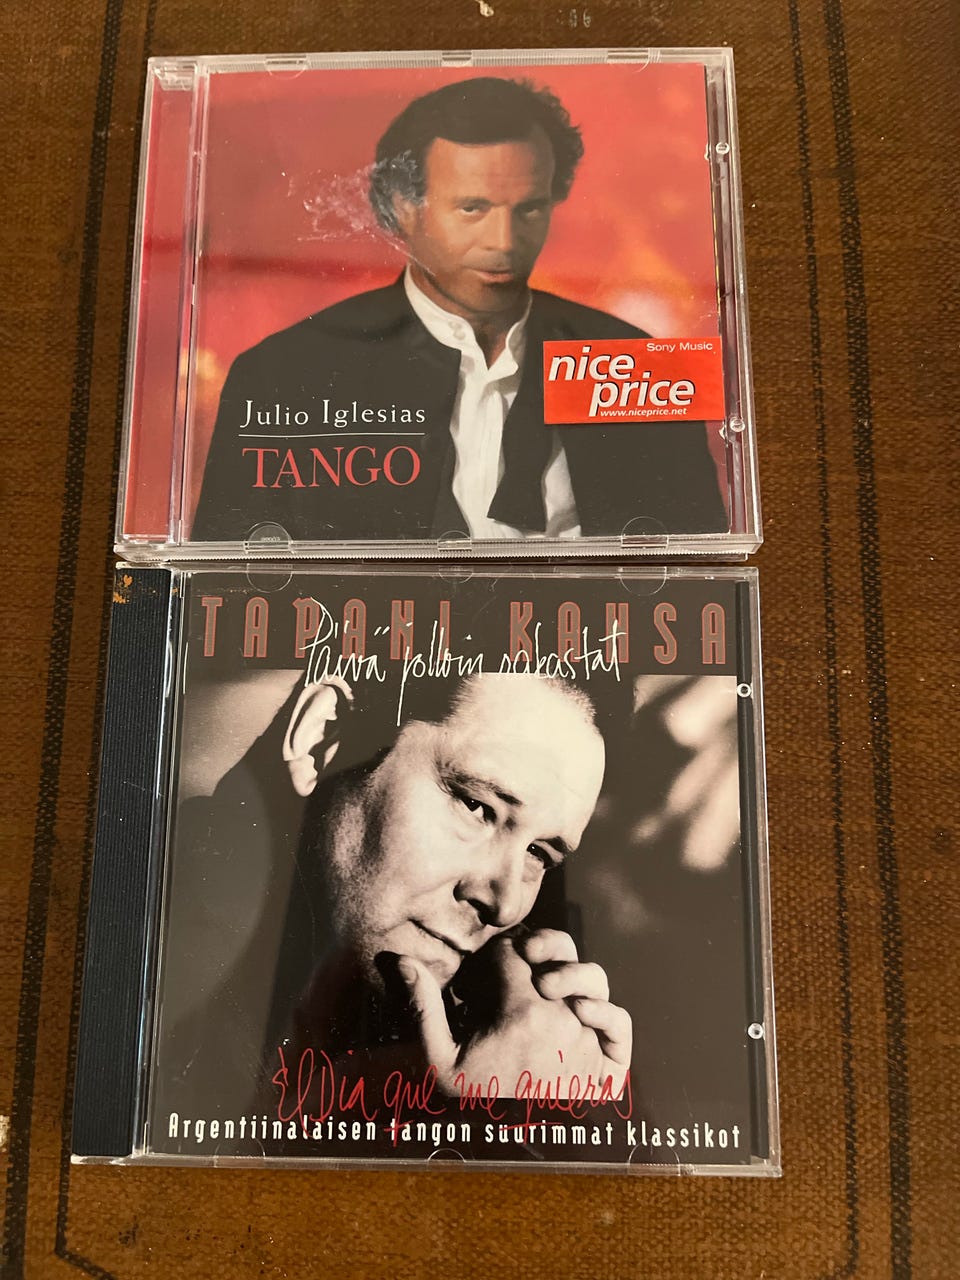 Sony Music
nice
price
www.niceprice.net
Julio Iglesias
TANGO
TAPANI KANSA
Päivä jolloin sakastat
El Dia que me quieras
Argentiinalaisen tangon suurimmat klassikot